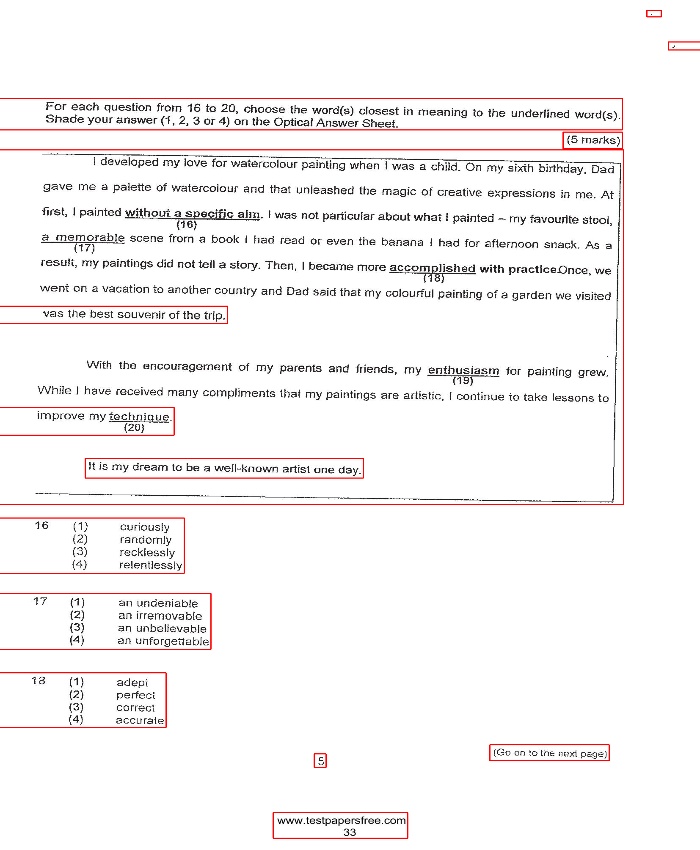 For each question from 16 to 20, choose the word(s) closest in meaning to the underlined word(s).
Shade your answer (1, 2, 3 or 4) on the Optical Answer Sheet.
(5 marks)
I developed my love for watercolour painting when I was a child. On my sixth birthday, Dad
gave me a palette of watercolour and that unleashed the magic of creative expressions in me. At
first, I painted without a specific aim. I was not particular about what I painted – my favourite stool,
(16)
a memorable scene from a book I had read or even the banana I had for afternoon snack. As a
(17)
result, my paintings did not tell a story. Then, I became more accomplished with practice.Once, we
(18)
went on a vacation to another country and Dad said that my colourful painting of a garden we visited
vas the best souvenir of the trip.
With the encouragement of my parents and friends, my enthusiasm for painting grew.
(19)
While I have received many compliments that my paintings are artistic, I continue to take lessons to
improve my technique.
(20)
It is my dream to be a well-known artist one day.
16 (1) curiously
(2) randomly
(3) recklessly
(4) relentlessly
17 (1) an undeniable
(2) an irremovable
(3) an unbelievable
(4) an unforgettable
18 (1) adept
(2) perfect
(3) correct
(4) accurate
(Go on to the next page)
5
www.testpapersfree.com
33